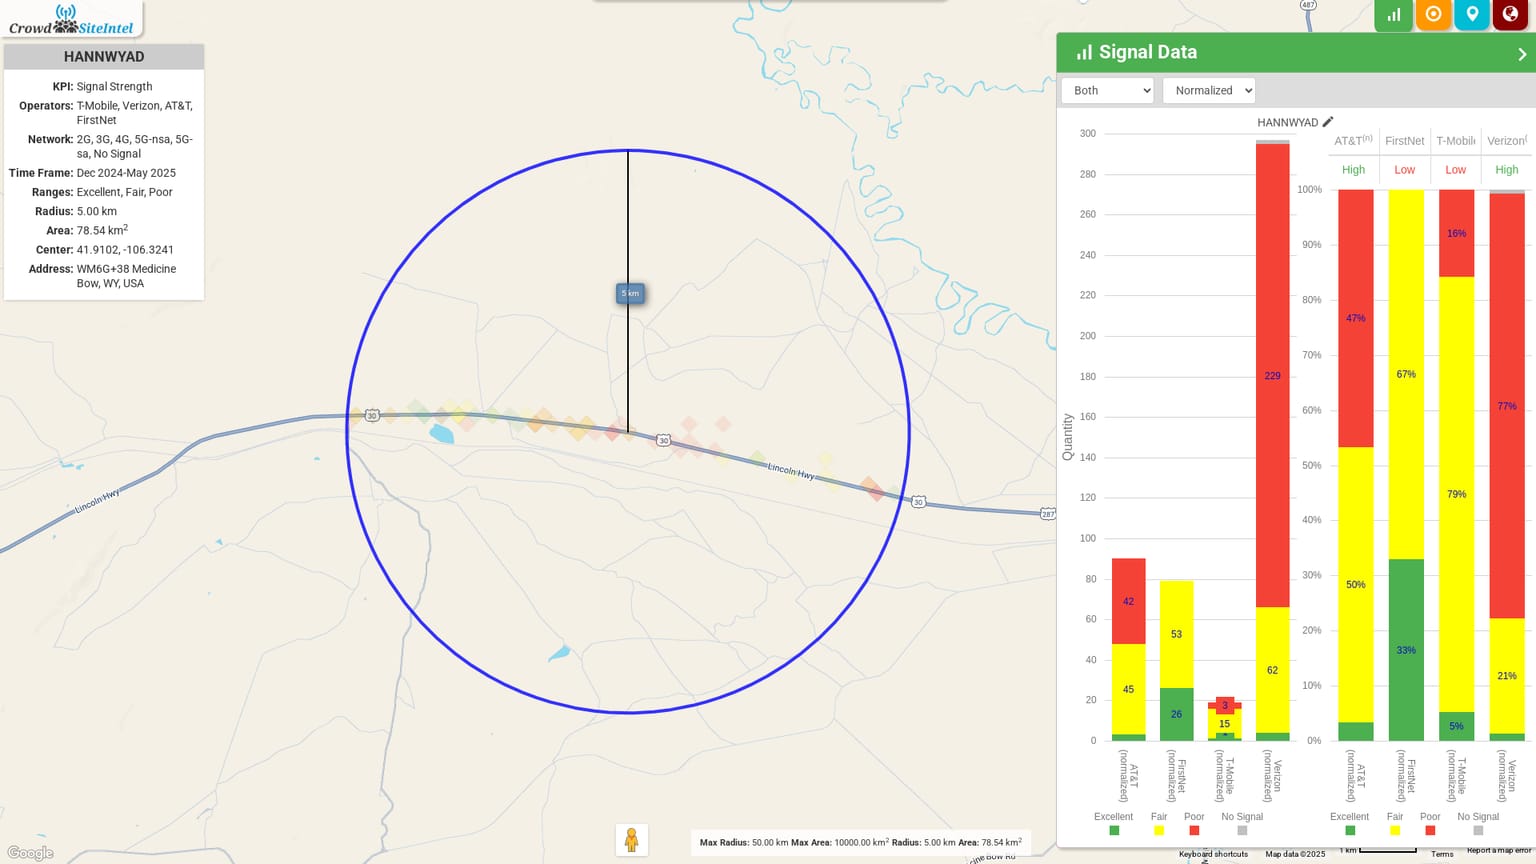 Crowd SiteIntel
HANNWYAD
KPI: Signal Strength
Operators: T-Mobile, Verizon, AT&T,
FirstNet
Network: 2G, 3G, 4G, 5G-nsa, 5G-
sa, No Signal
Time Frame: Dec 2024-May 2025
Ranges: Excellent, Fair, Poor
Radius: 5.00 km
Area: 78.54 km2
Center: 41.9102, -106.3241
Address: WM6G+38 Medicine
Bow, WY, USA
487
5 km
30
30
Lincoln Hwy
Lincoln Hwy
30
287
Google
Max Radius: 50.00 km Max Area: 10000.00 km2 Radius: 5.00 km Area: 78.54 km2
Signal Data
Both
Normalized
HANNWYAD
Quantity
300
280
260
240
220
200
180
160
140
120
100
80
60
40
20
0
42
45
53
26
3
15
229
62
AT&T (normalized)
FirstNet (normalized)
T-Mobile (normalized)
Verizon (normalized)
Excellent
Fair
Poor
No Signal
AT&T(n)
FirstNet
T-Mobile
Verizon(
High
Low
Low
High
100%
90%
80%
70%
60%
50%
40%
30%
20%
10%
0%
47%
50%
67%
33%
16%
79%
5%
77%
21%
AT&T (normalized)
FirstNet (normalized)
T-Mobile (normalized)
Verizon (normalized)
Excellent
Fair
Poor
No Signal
Keyboard shortcuts
Map data ©2025
1 km
Terms
Report a map error